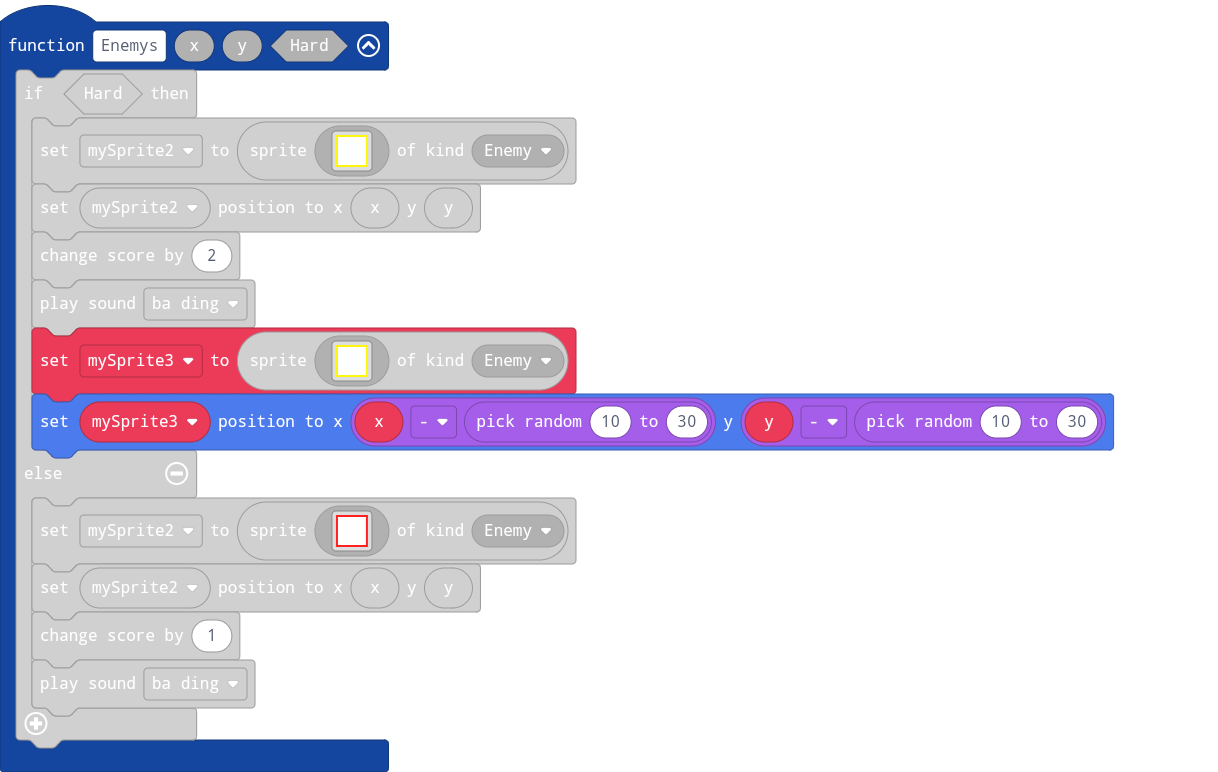 function Enemys x y Hard
if Hard then
set mySprite2 to sprite of kind Enemy
set mySprite2 position to x x y y
change score by 2
play sound ba ding
set mySprite3 to sprite of kind Enemy
set mySprite3 position to x x - pick random 10 to 30 y y - pick random 10 to 30
else
set mySprite2 to sprite of kind Enemy
set mySprite2 position to x x y y
change score by 1
play sound ba ding